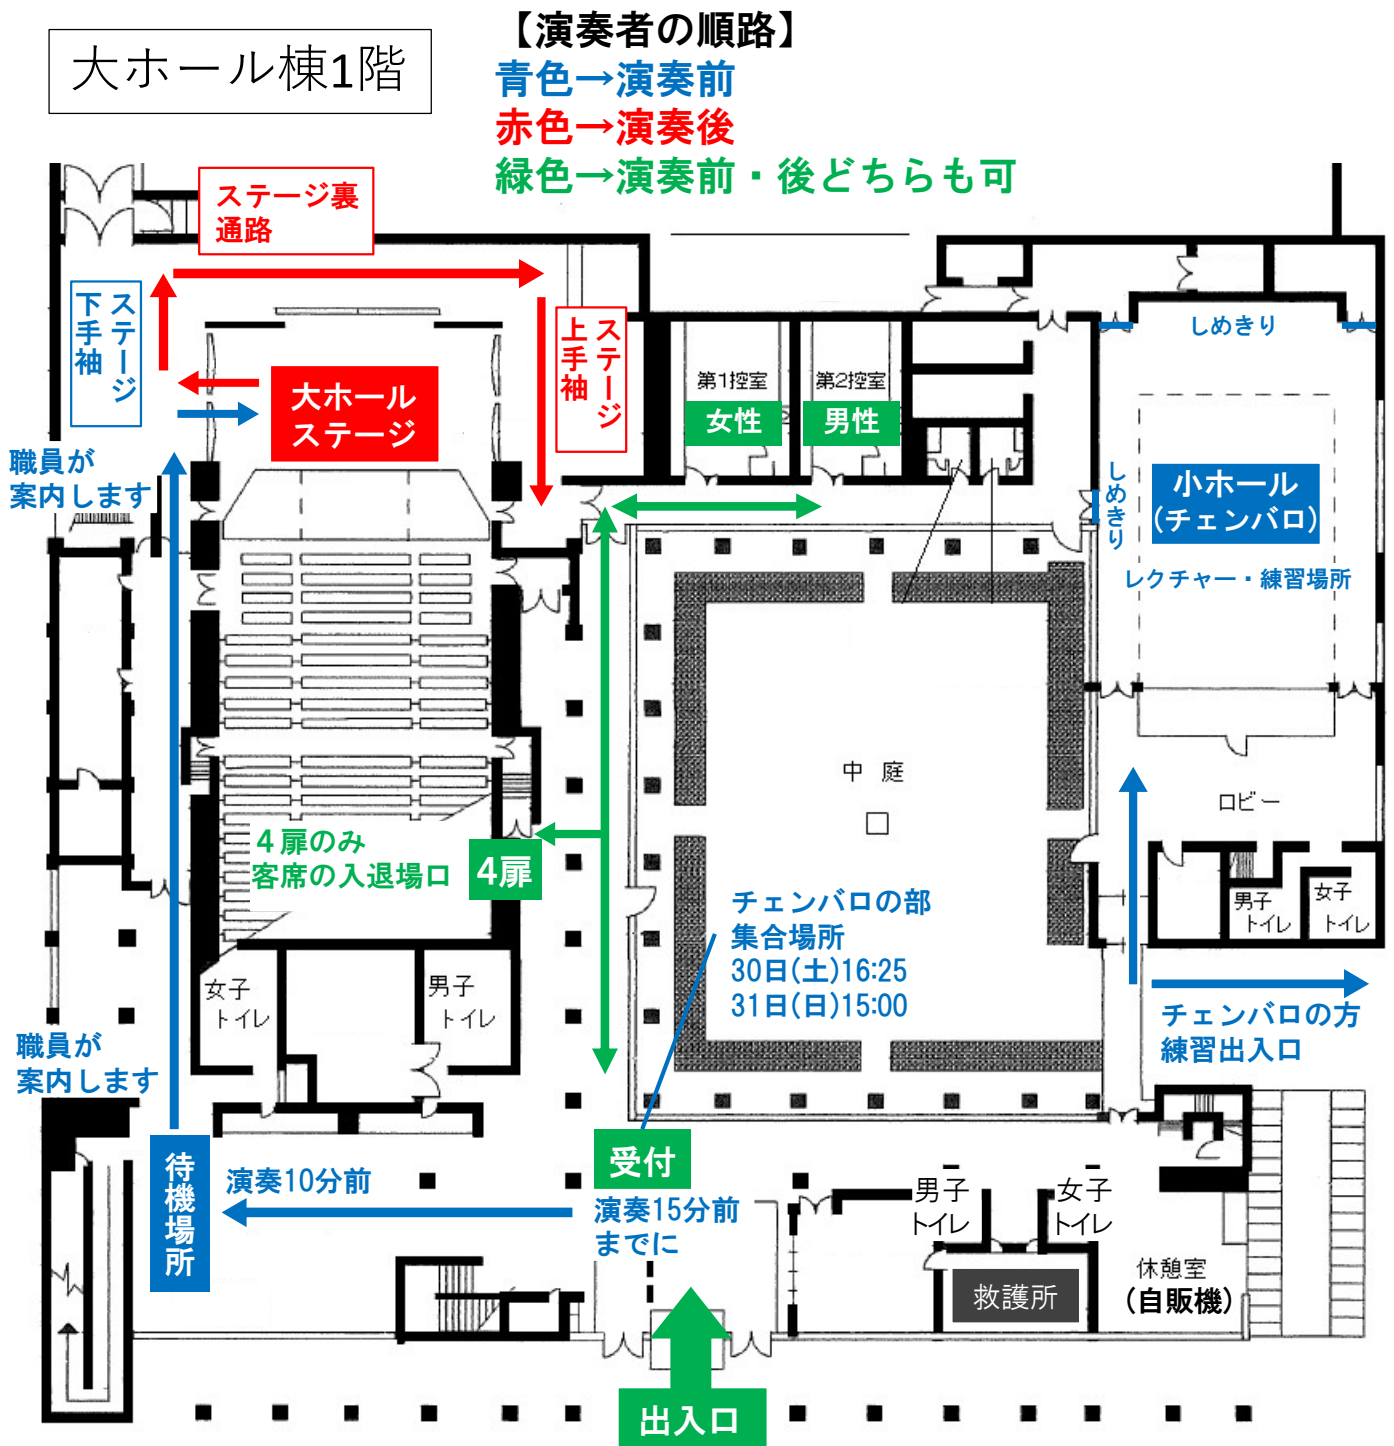 大ホール棟1階
【演奏者の順路】
青色→演奏前
赤色→演奏後
緑色→演奏前・後どちらも可
ステージ裏
通路
ステージ
下手袖
ステージ
上手袖
大ホール
ステージ
第1控室
女性
第2控室
男性
しめきり
しめきり
小ホール
(チェンバロ)
レクチャー・練習場所
職員が
案内します
中庭
ロビー
4扉のみ
客席の入退場口
4扉
チェンバロの部
集合場所
30日(土)16:25
31日(日)15:00
男子
トイレ
女子
トイレ
女子
トイレ
男子
トイレ
チェンバロの方
練習出入口
職員が
案内します
待機場所
演奏10分前
受付
演奏15分前
までに
男子
トイレ
女子
トイレ
救護所
休憩室
(自販機)
出入口